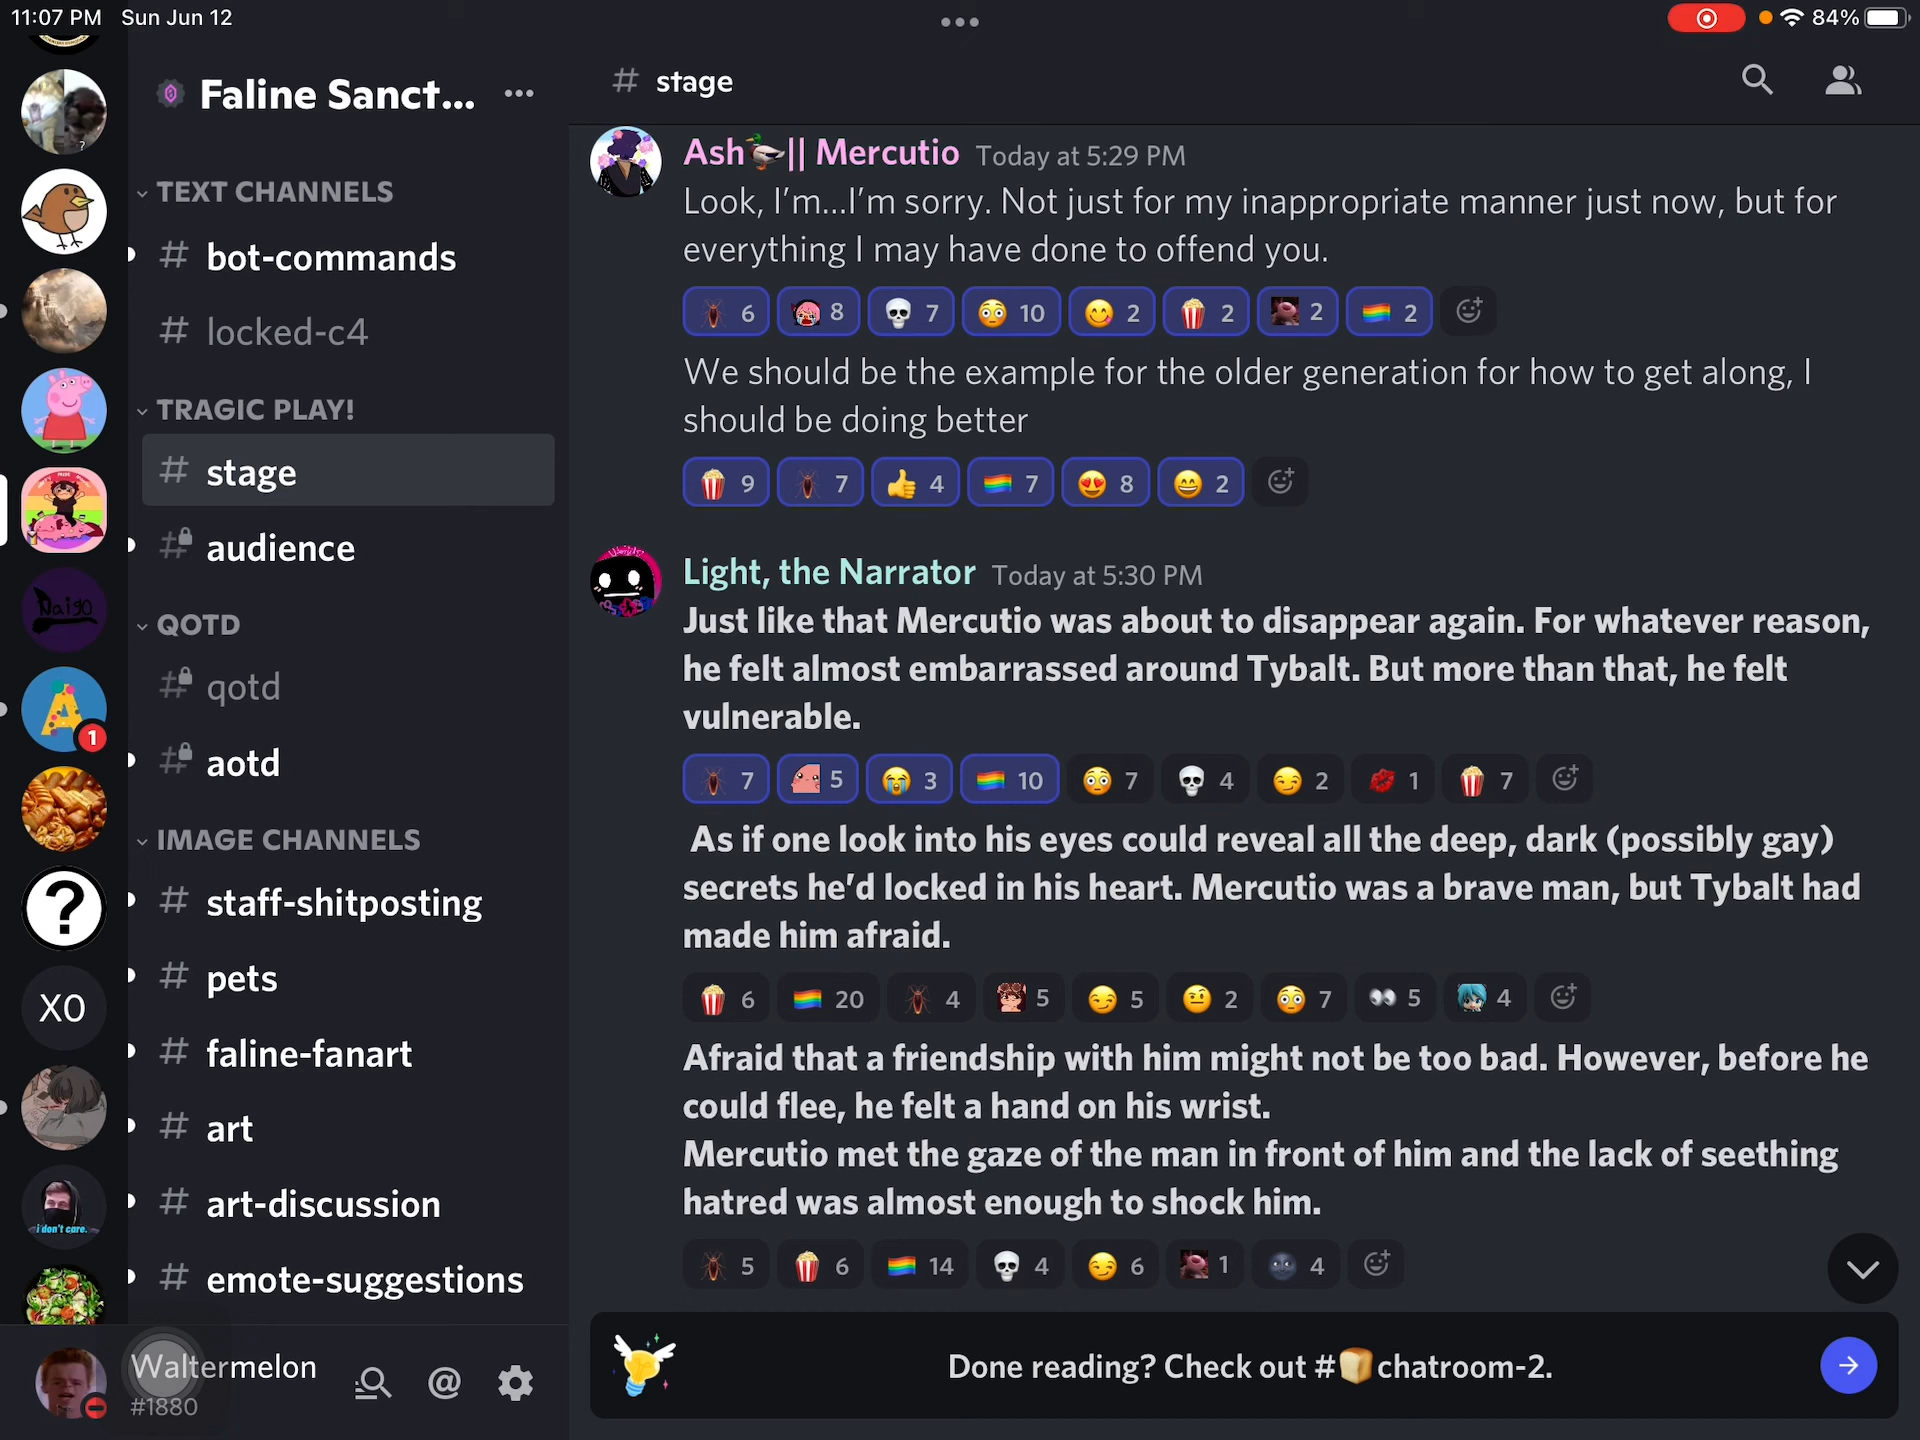 11:07 PM Sun Jun 12
84%
Faline Sanct...
TEXT CHANNELS
# bot-commands
# locked-c4
TRAGIC PLAY!
# stage
# audience
QOTD
# qotd
# aotd
IMAGE CHANNELS
# staff-shitposting
# pets
# faline-fanart
# art
# art-discussion
# emote-suggestions
?
Naigo
A
1
?
XO
i don't care.
Waltermelon
#1880
# stage
Ash🦆|| Mercutio Today at 5:29 PM
Look, I'm...I'm sorry. Not just for my inappropriate manner just now, but for
everything I may have done to offend you.
6 8 7 10 2 2 2 2
We should be the example for the older generation for how to get along, I
should be doing better
9 7 4 7 8 2
Light, the Narrator Today at 5:30 PM
Just like that Mercutio was about to disappear again. For whatever reason,
he felt almost embarrassed around Tybalt. But more than that, he felt
vulnerable.
7 5 3 10 7 4 2 1 7
As if one look into his eyes could reveal all the deep, dark (possibly gay)
secrets he'd locked in his heart. Mercutio was a brave man, but Tybalt had
made him afraid.
6 20 4 5 5 2 7 5 4
Afraid that a friendship with him might not be too bad. However, before he
could flee, he felt a hand on his wrist.
Mercutio met the gaze of the man in front of him and the lack of seething
hatred was almost enough to shock him.
5 6 14 4 6 1 4
Done reading? Check out #🍞chatroom-2.